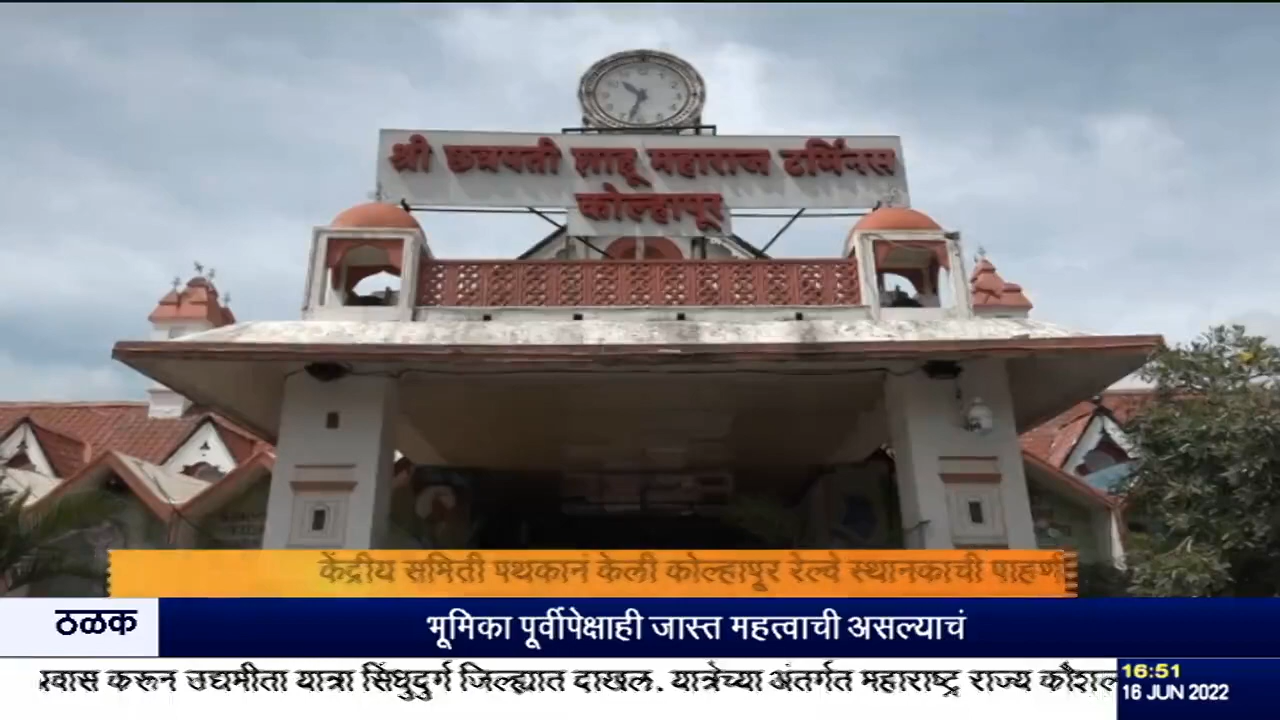 श्री छत्रपती शाहू महाराज टर्मिनस
कोल्हापूर
केंद्रीय समिती पथकानं केली कोल्हापूर रेल्वे स्थानकाची पाहणी
ठळक
भूमिका पूर्वीपेक्षाही जास्त महत्वाची असल्याचं
करून उद्यमीता यात्रा सिंधुदुर्ग जिल्ह्यात दाखल. यात्रेच्या अंतर्गत महाराष्ट्र राज्य कौशल
16:51
16 JUN 2022